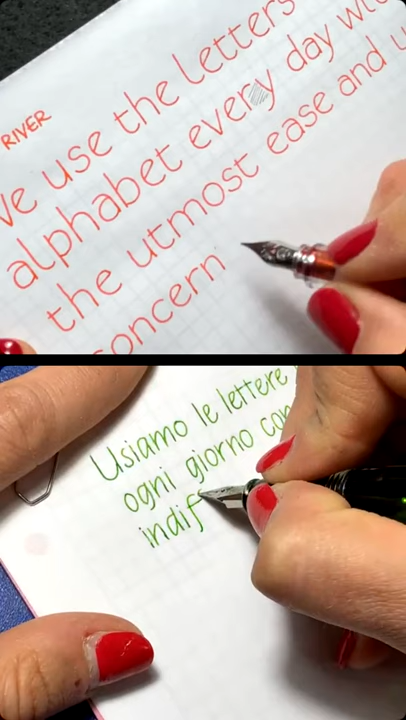 RIVER
We use the letters
alphabet every day
the utmost ease and
concern
Usiamo le lettere
ogni giorno con
indif